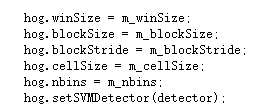 hog.winSize = m_winSize;
hog.blockSize = m_blockSize;
hog.blockStride = m_blockStride;
hog.cellSize = m_cellSize;
hog.nbins = m_nbins;
hog.setSVMDetector(detector);